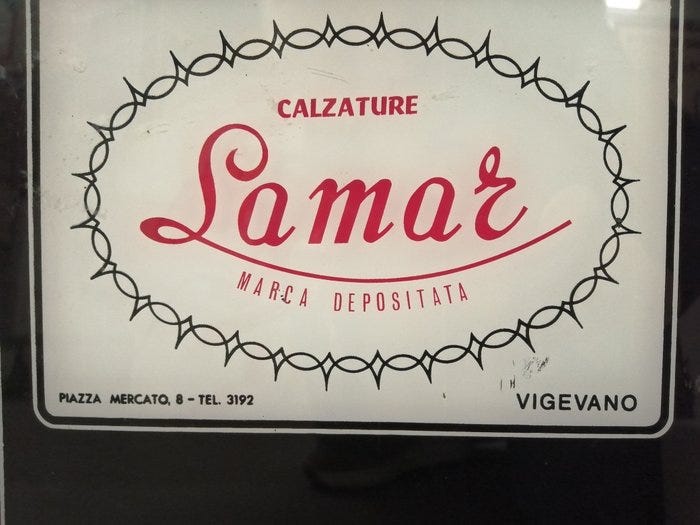 CALZATURE
Lamar
MARCA DEPOSITATA
PIAZZA MERCATO, 8 - TEL. 3192
VIGEVANO